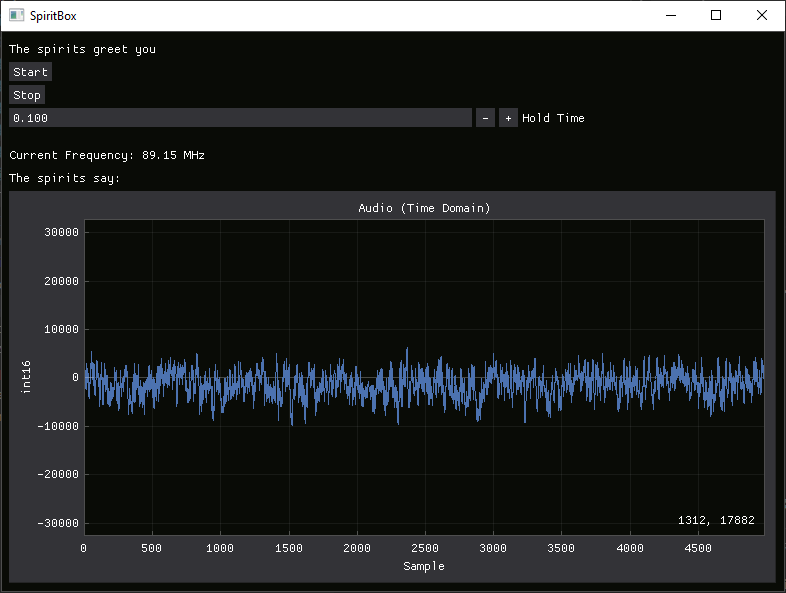 SpiritBox
The spirits greet you
Start
Stop
0.100 - + Hold Time
Current Frequency: 89.15 MHz
The spirits say:
Audio (Time Domain)
30000
20000
10000
0
-10000
-20000
-30000
int16
1312, 17882
0 500 1000 1500 2000 2500 3000 3500 4000 4500
Sample